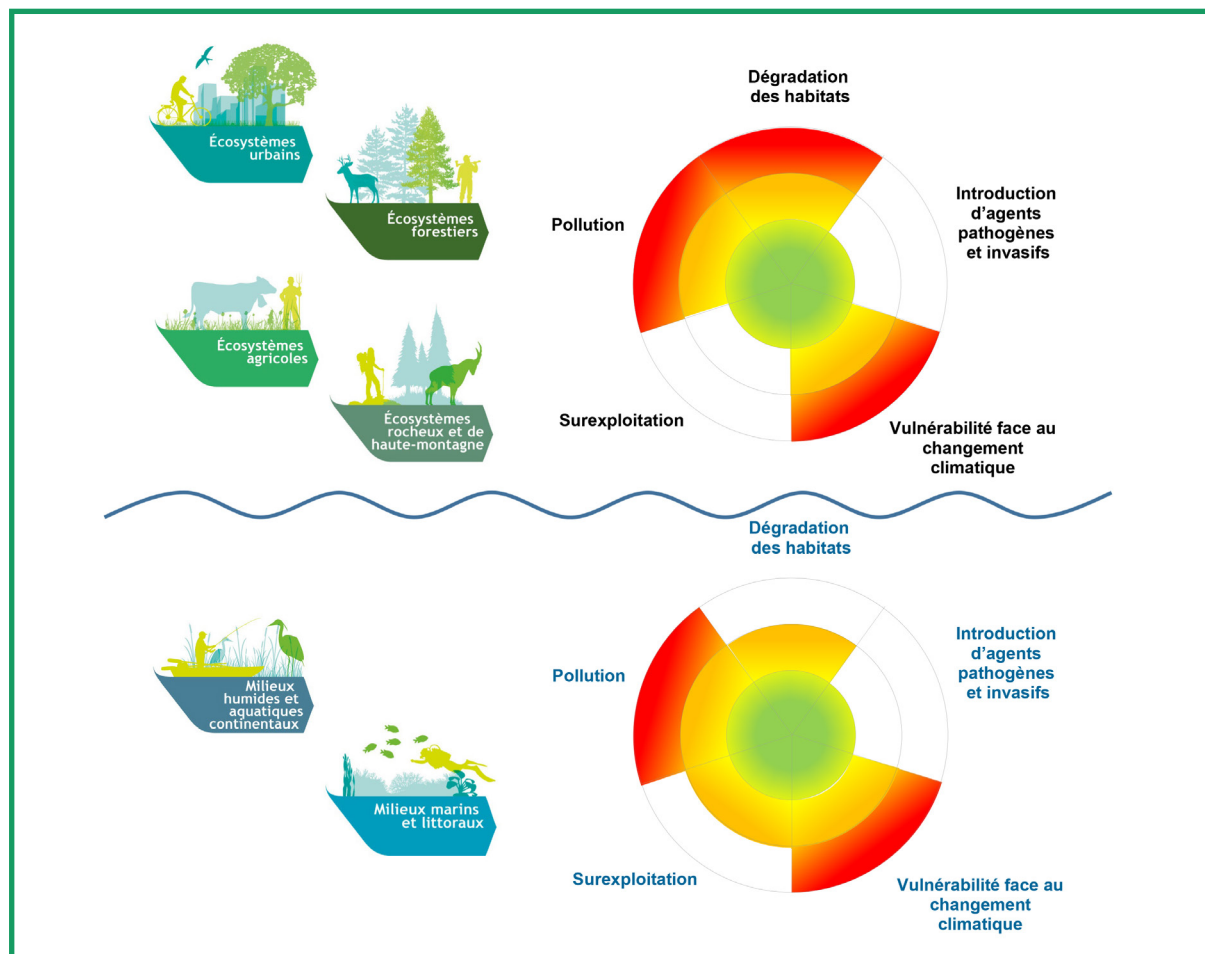 Écosystèmes
urbains
Écosystèmes
forestiers
Écosystèmes
agricoles
Écosystèmes
rocheux et de
haute-montagne
Dégradation
des habitats
Introduction
d'agents
pathogènes
et invasifs
Pollution
Surexploitation
Vulnérabilité face au
changement
climatique
Milieux
humides et
aquatiques
continentaux
Milieux marins
et littoraux
Dégradation
des habitats
Introduction
d'agents
pathogènes
et invasifs
Pollution
Surexploitation
Vulnérabilité face au
changement
climatique